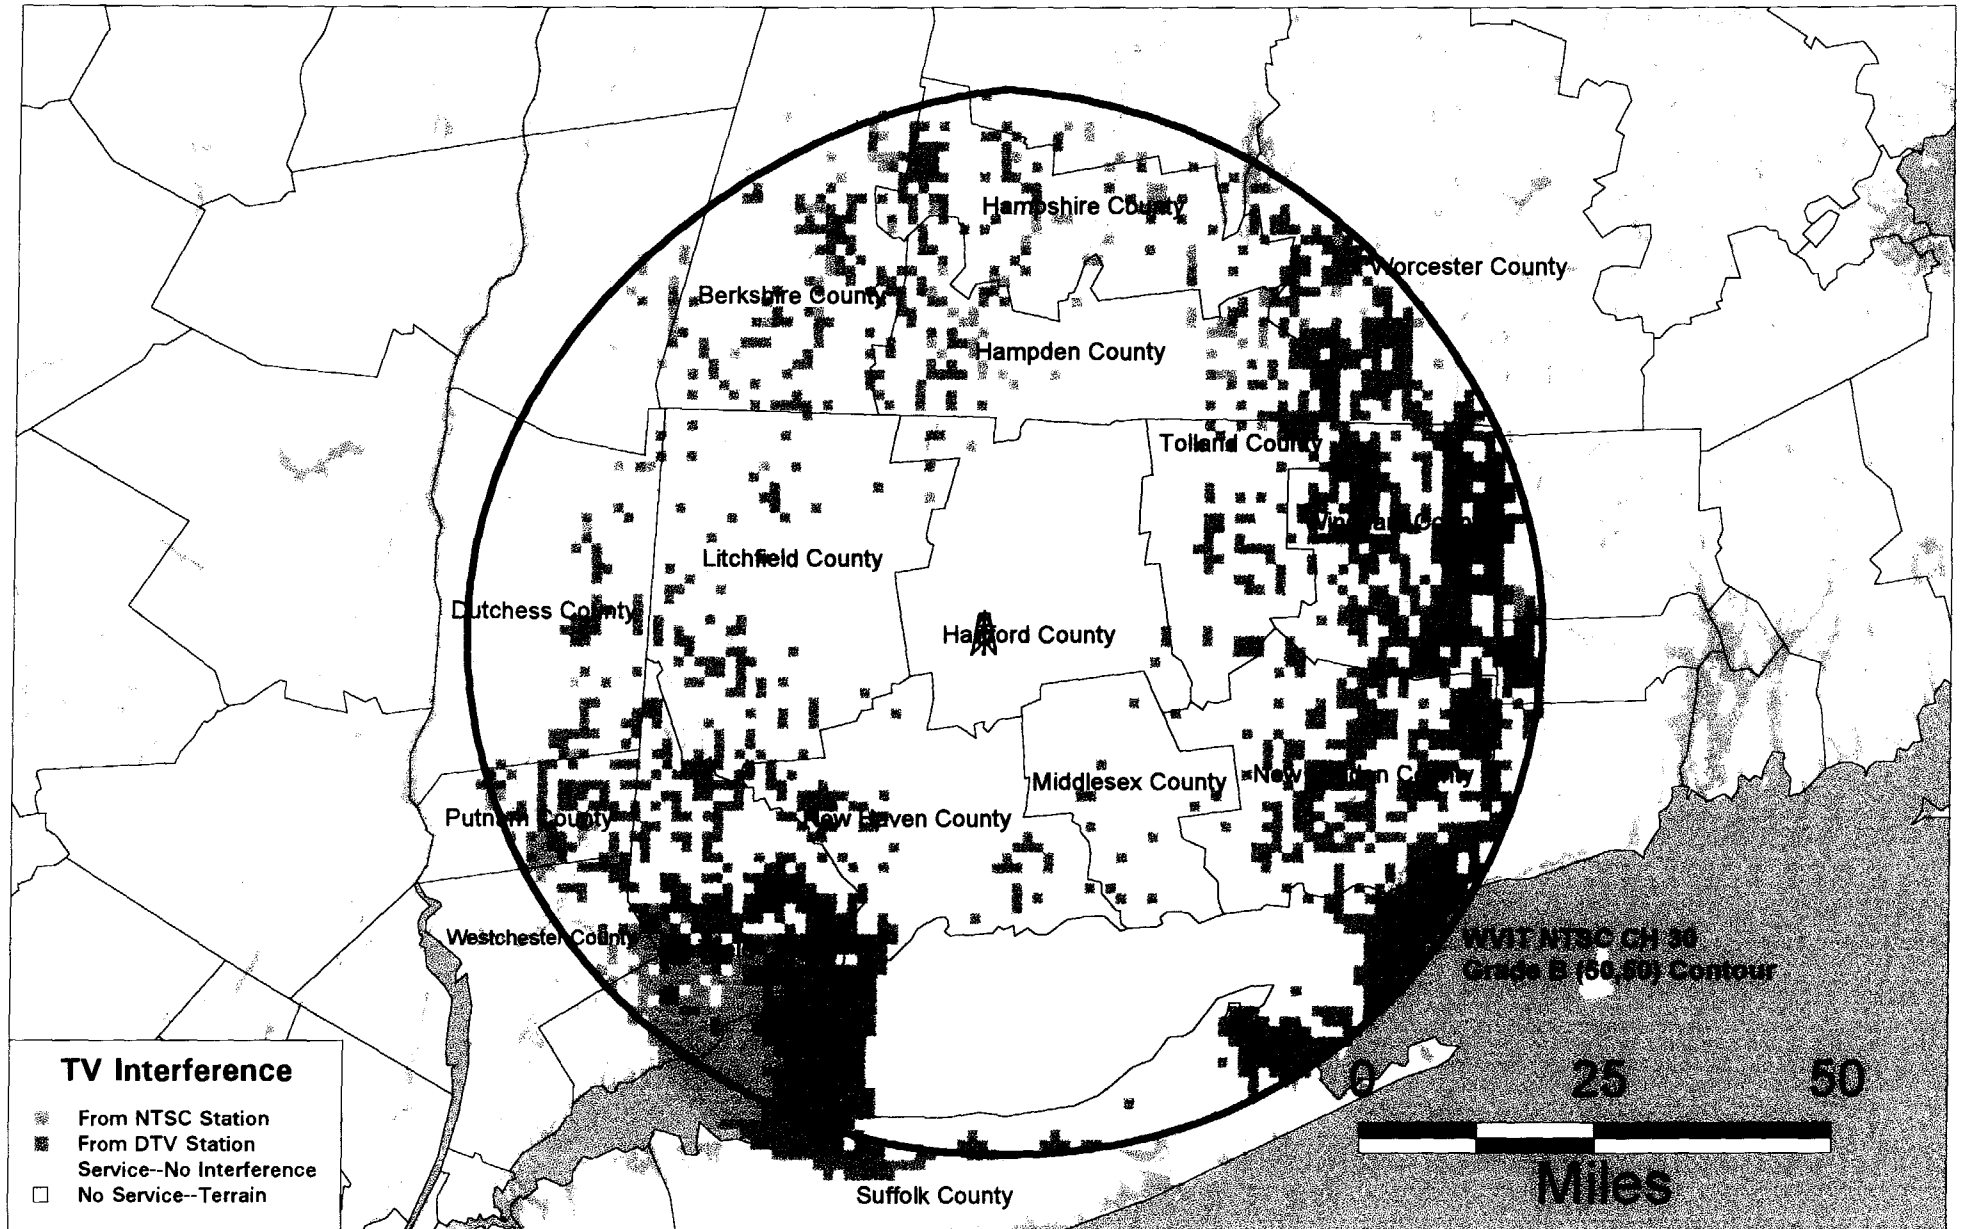 Hampshire County
Worcester County
Berkshire County
Hampden County
Tolland County
Windham County
Litchfield County
Dutchess County
Hartford County
Middlesex County
New London County
Putnam County
New Haven County
Westchester County
WVIT NTSC CH 30
Grade B (50,50) Contour
0 25 50
Miles
TV Interference
From NTSC Station
From DTV Station
Service--No Interference
No Service--Terrain
Suffolk County